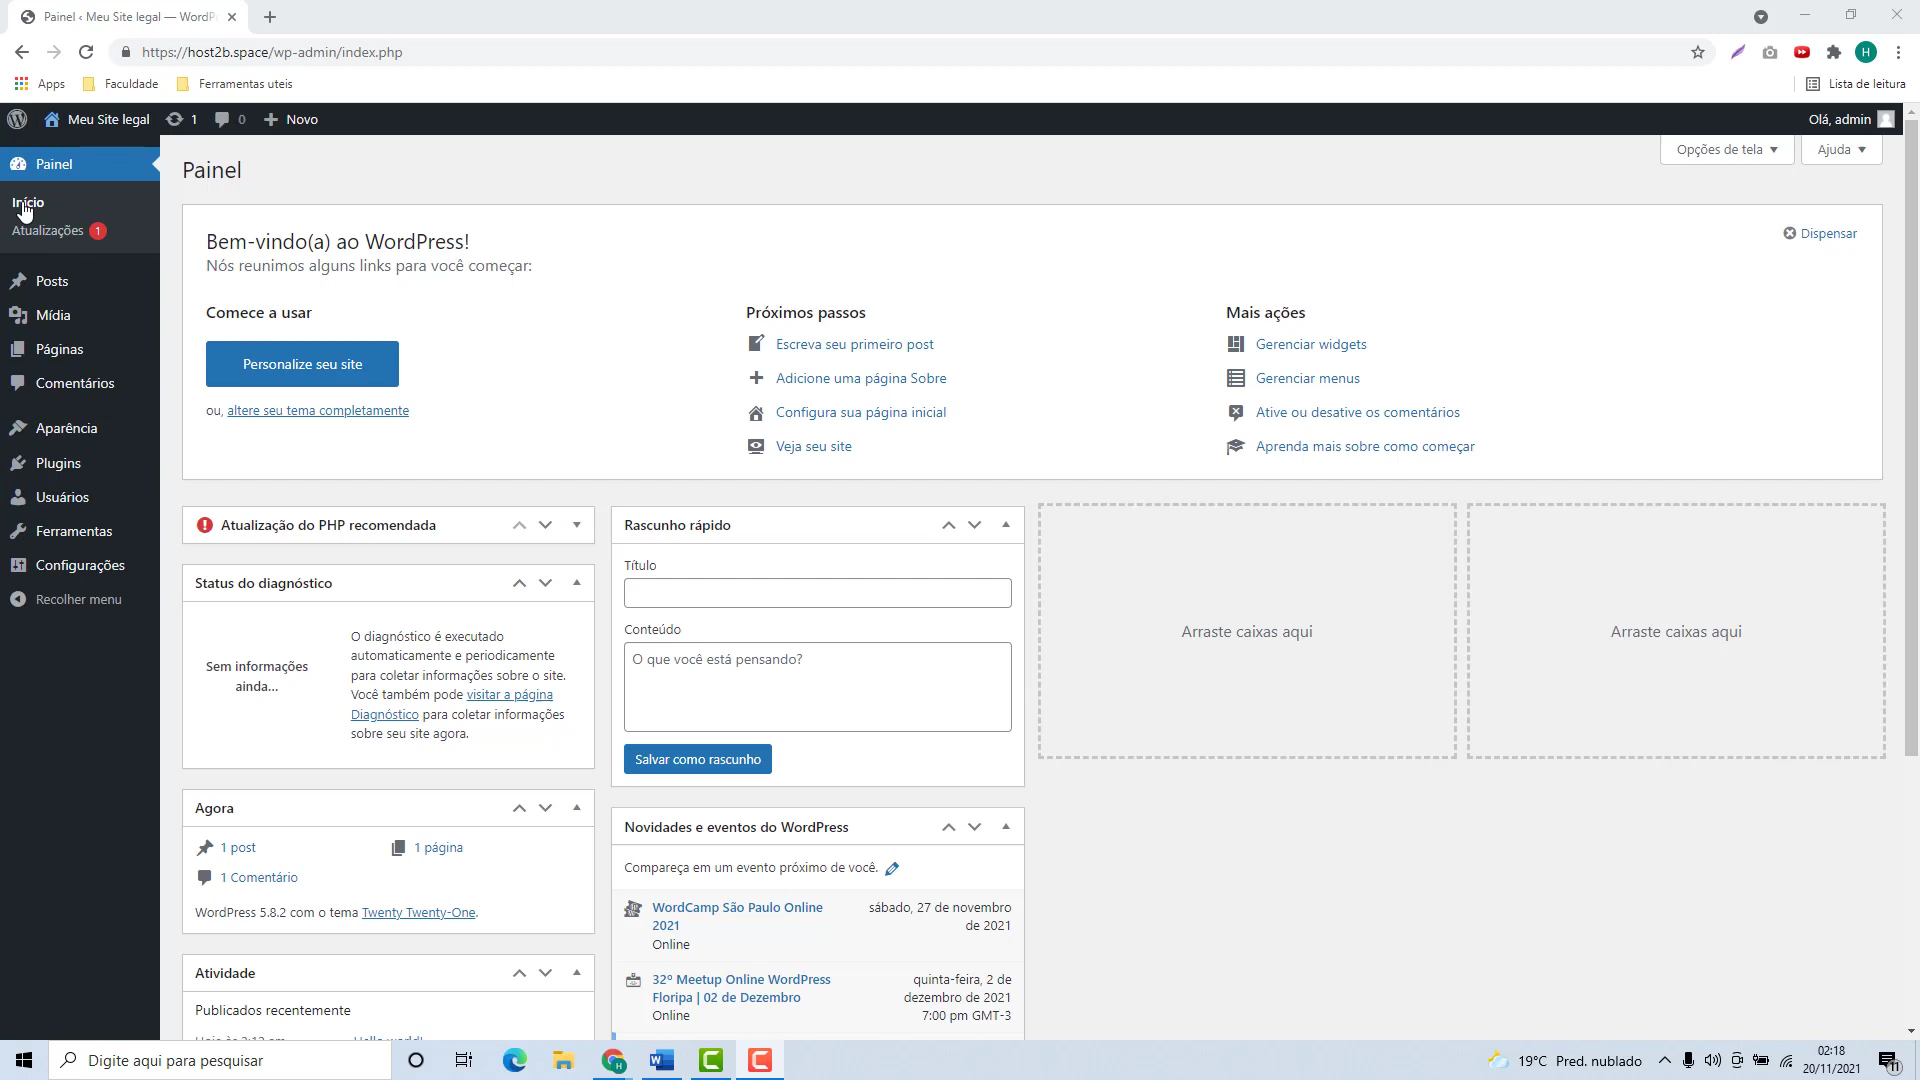 Painel ‹ Meu Site legal — WordP
https://host2b.space/wp-admin/index.php
H
Apps
Faculdade
Ferramentas uteis
Lista de leitura
Meu Site legal
1
0
Novo
Olá, admin
Painel
Início
Atualizações 1
Posts
Mídia
Páginas
Comentários
Aparência
Plugins
Usuários
Ferramentas
Configurações
Recolher menu
Painel
Opções de tela
Ajuda
Bem-vindo(a) ao WordPress!
Nós reunimos alguns links para você começar:
Dispensar
Comece a usar
Personalize seu site
ou, altere seu tema completamente
Próximos passos
Escreva seu primeiro post
Adicione uma página Sobre
Configura sua página inicial
Veja seu site
Mais ações
Gerenciar widgets
Gerenciar menus
Ative ou desative os comentários
Aprenda mais sobre como começar
Atualização do PHP recomendada
Status do diagnóstico
Sem informações
ainda...
O diagnóstico é executado
automaticamente e periodicamente
para coletar informações sobre o site.
Você também pode visitar a página
Diagnóstico para coletar informações
sobre seu site agora.
Agora
1 post
1 página
1 Comentário
WordPress 5.8.2 com o tema Twenty Twenty-One.
Atividade
Publicados recentemente
Rascunho rápido
Título
Conteúdo
O que você está pensando?
Salvar como rascunho
Novidades e eventos do WordPress
Compareça em um evento próximo de você.
WordCamp São Paulo Online
2021
Online
sábado, 27 de novembro
de 2021
32º Meetup Online WordPress
Floripa | 02 de Dezembro
Online
quinta-feira, 2 de
dezembro de 2021
7:00 pm GMT-3
Arraste caixas aqui
Arraste caixas aqui
Digite aqui para pesquisar
19°C Pred. nublado
02:18
20/11/2021
11